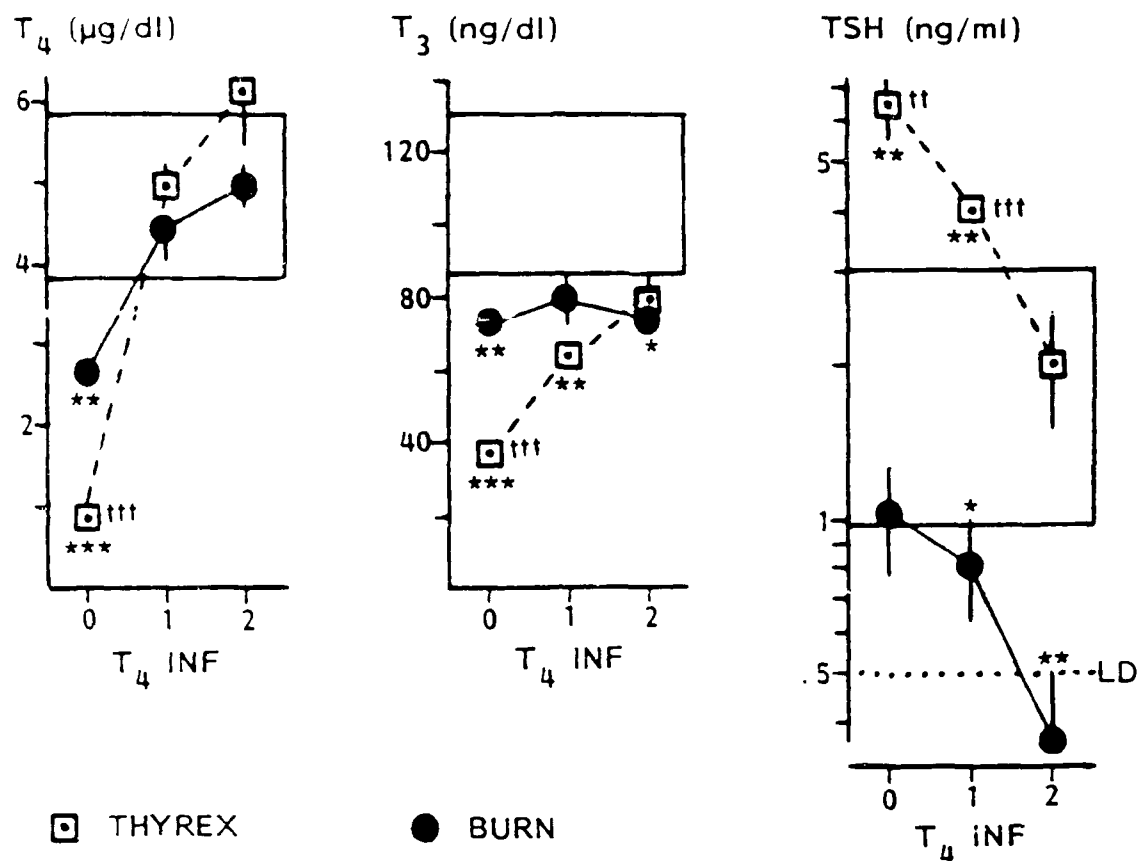 T₄ (µg/dl)
6
4
2
**
†††
***
0 1 2
T₄ INF
T₃ (ng/dl)
120
80
40
**
**
*
†††
***
0 1 2
T₄ INF
TSH (ng/ml)
5
1
.5
††
**
†††
**
*
**
LD
0 1 2
T₄ INF
THYREX
BURN